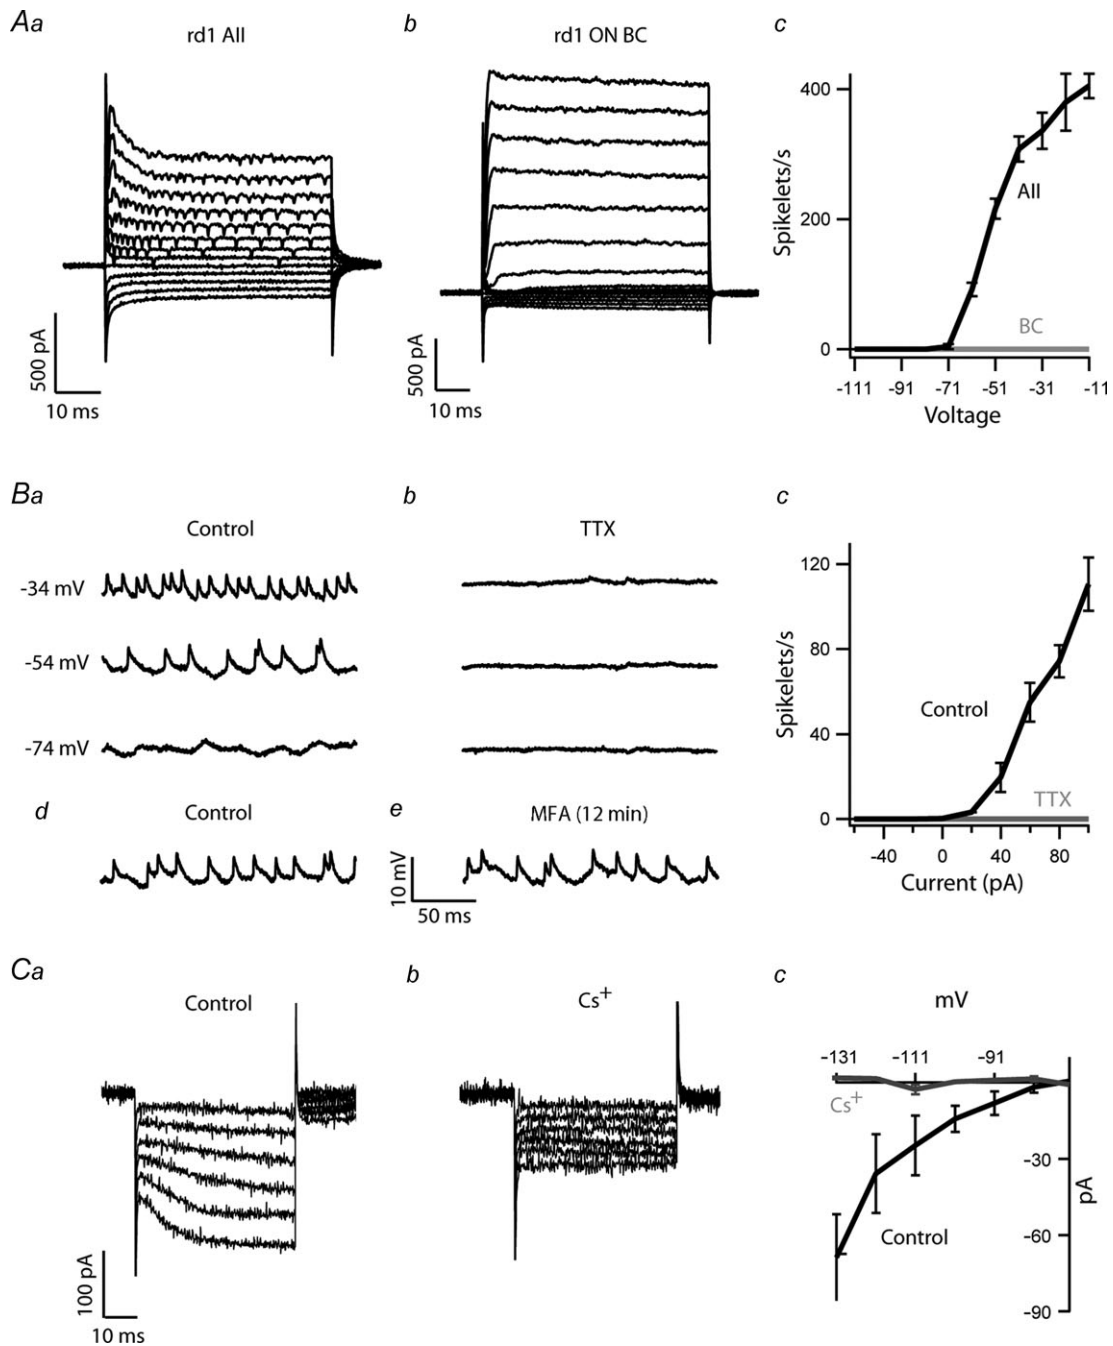 Aa
rd1 AII
500 pA
10 ms
b
rd1 ON BC
500 pA
10 ms
c
400
200
0
Spikelets/s
AII
BC
-111 -91 -71 -51 -31 -11
Voltage
Ba
Control
-34 mV
-54 mV
-74 mV
b
TTX
c
120
80
40
0
Spikelets/s
Control
TTX
-40 0 40 80
Current (pA)
d
Control
e
MFA (12 min)
10 mV
50 ms
Ca
Control
100 pA
10 ms
b
Cs+
c
mV
-131 -111 -91
Cs+
Control
-30
-60
-90
pA